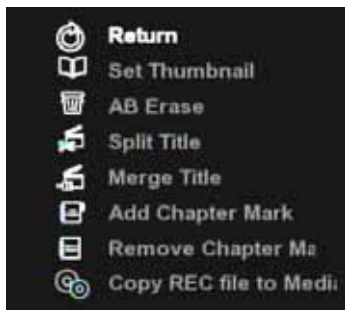 Return
Set Thumbnail
AB Erase
Split Title
Merge Title
Add Chapter Mark
Remove Chapter Ma
Copy REC file to Media